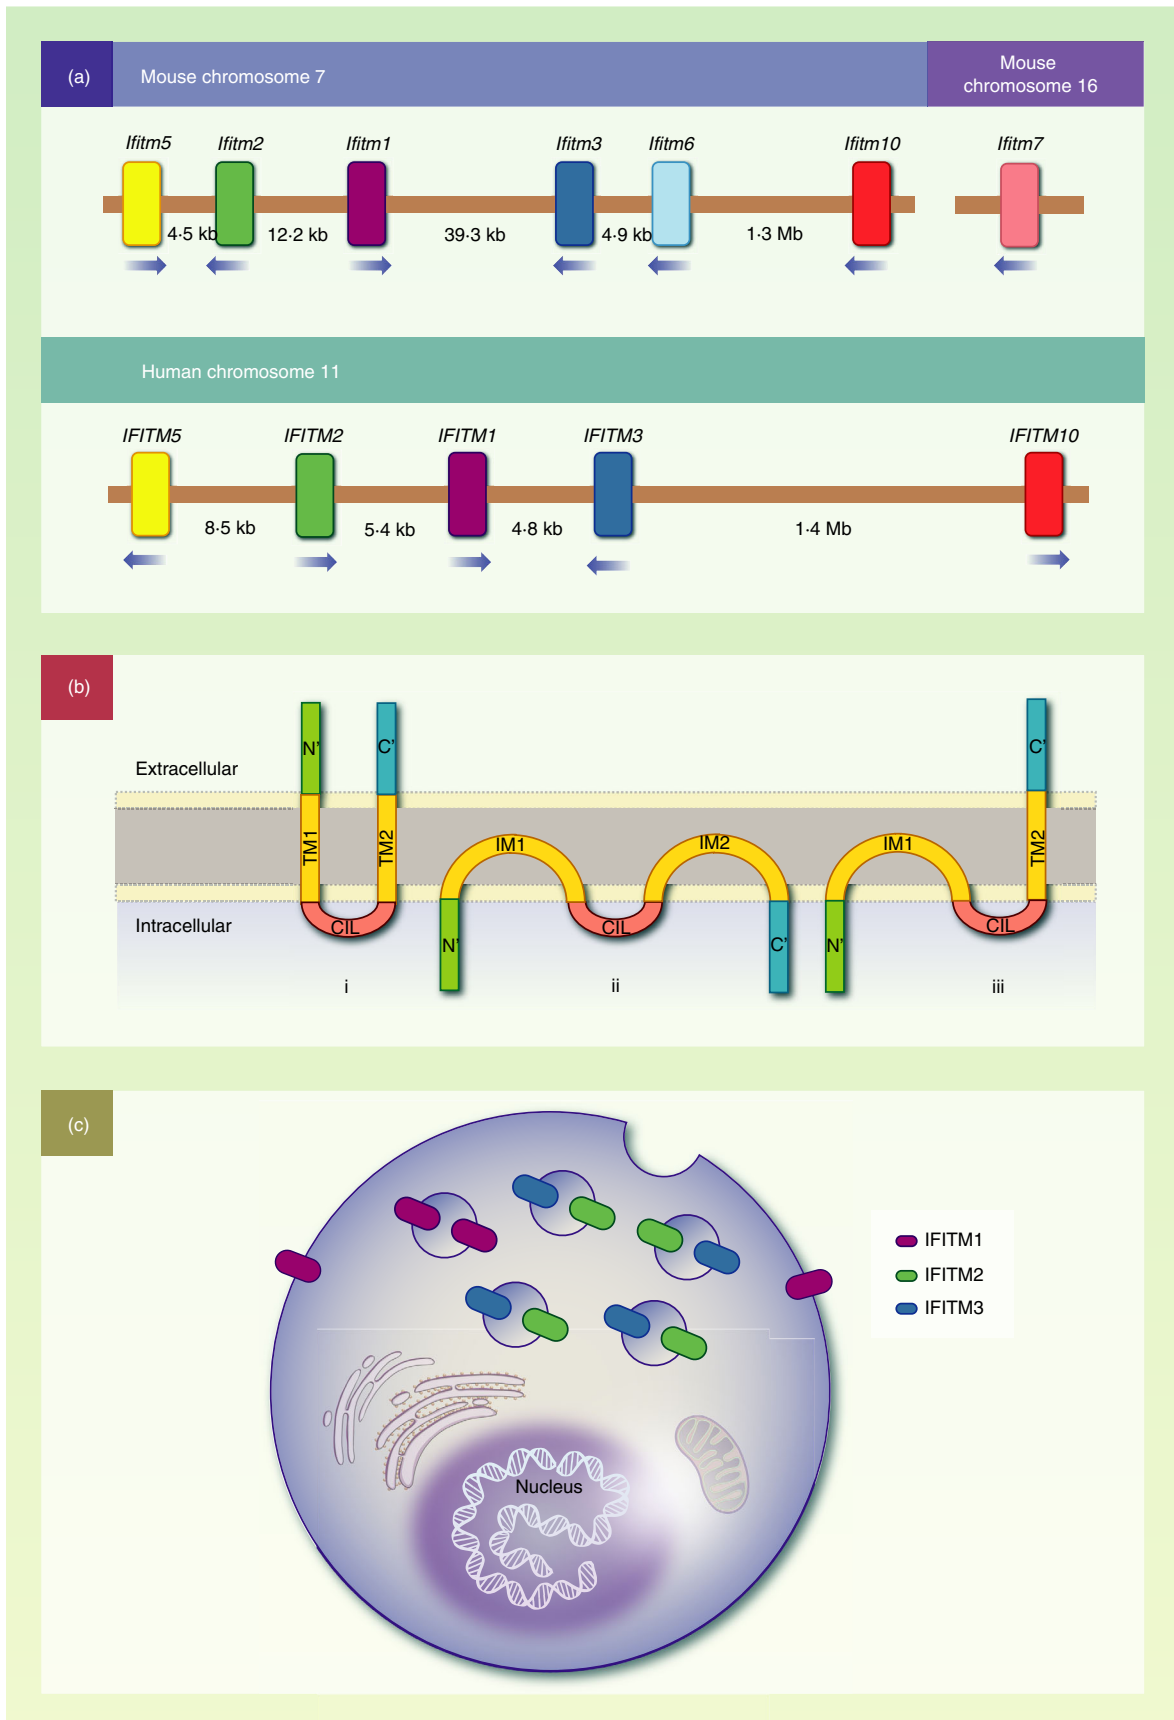 (a)
Mouse chromosome 7
Mouse
chromosome 16
Ifitm5 Ifitm2 Ifitm1 Ifitm3 Ifitm6 Ifitm10 Ifitm7
4·5 kb 12·2 kb 39·3 kb 4·9 kb 1·3 Mb
Human chromosome 11
IFITM5 IFITM2 IFITM1 IFITM3 IFITM10
8·5 kb 5·4 kb 4·8 kb 1·4 Mb
(b)
N' C' C'
Extracellular
TM1 TM2 IM1 IM2 IM1 TM2
Intracellular
CIL CIL CIL
N' C' N'
i ii iii
(c)
IFITM1
IFITM2
IFITM3
Nucleus